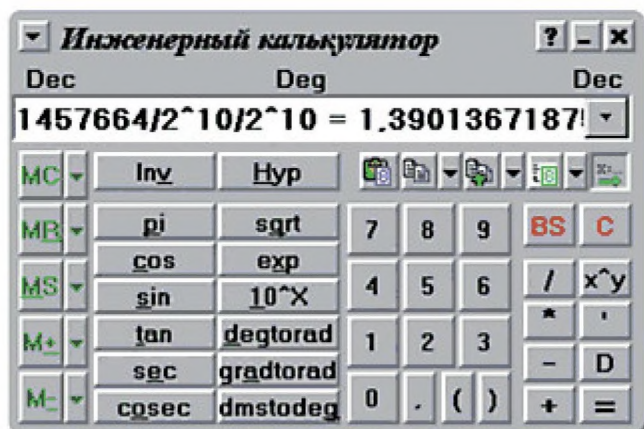 Инженерный калькулятор ? _ x
Dec Deg Dec
1457664/2^10/2^10 = 1,3901367187
MC Inv Hyp
MR pi sqrt 7 8 9 BS C
cos exp
MS sin 10^X 4 5 6 / x^y
* '
M+ tan degtorad 1 2 3
sec gradtorad - D
M- cosec dmstodeg 0 . ( ) + =